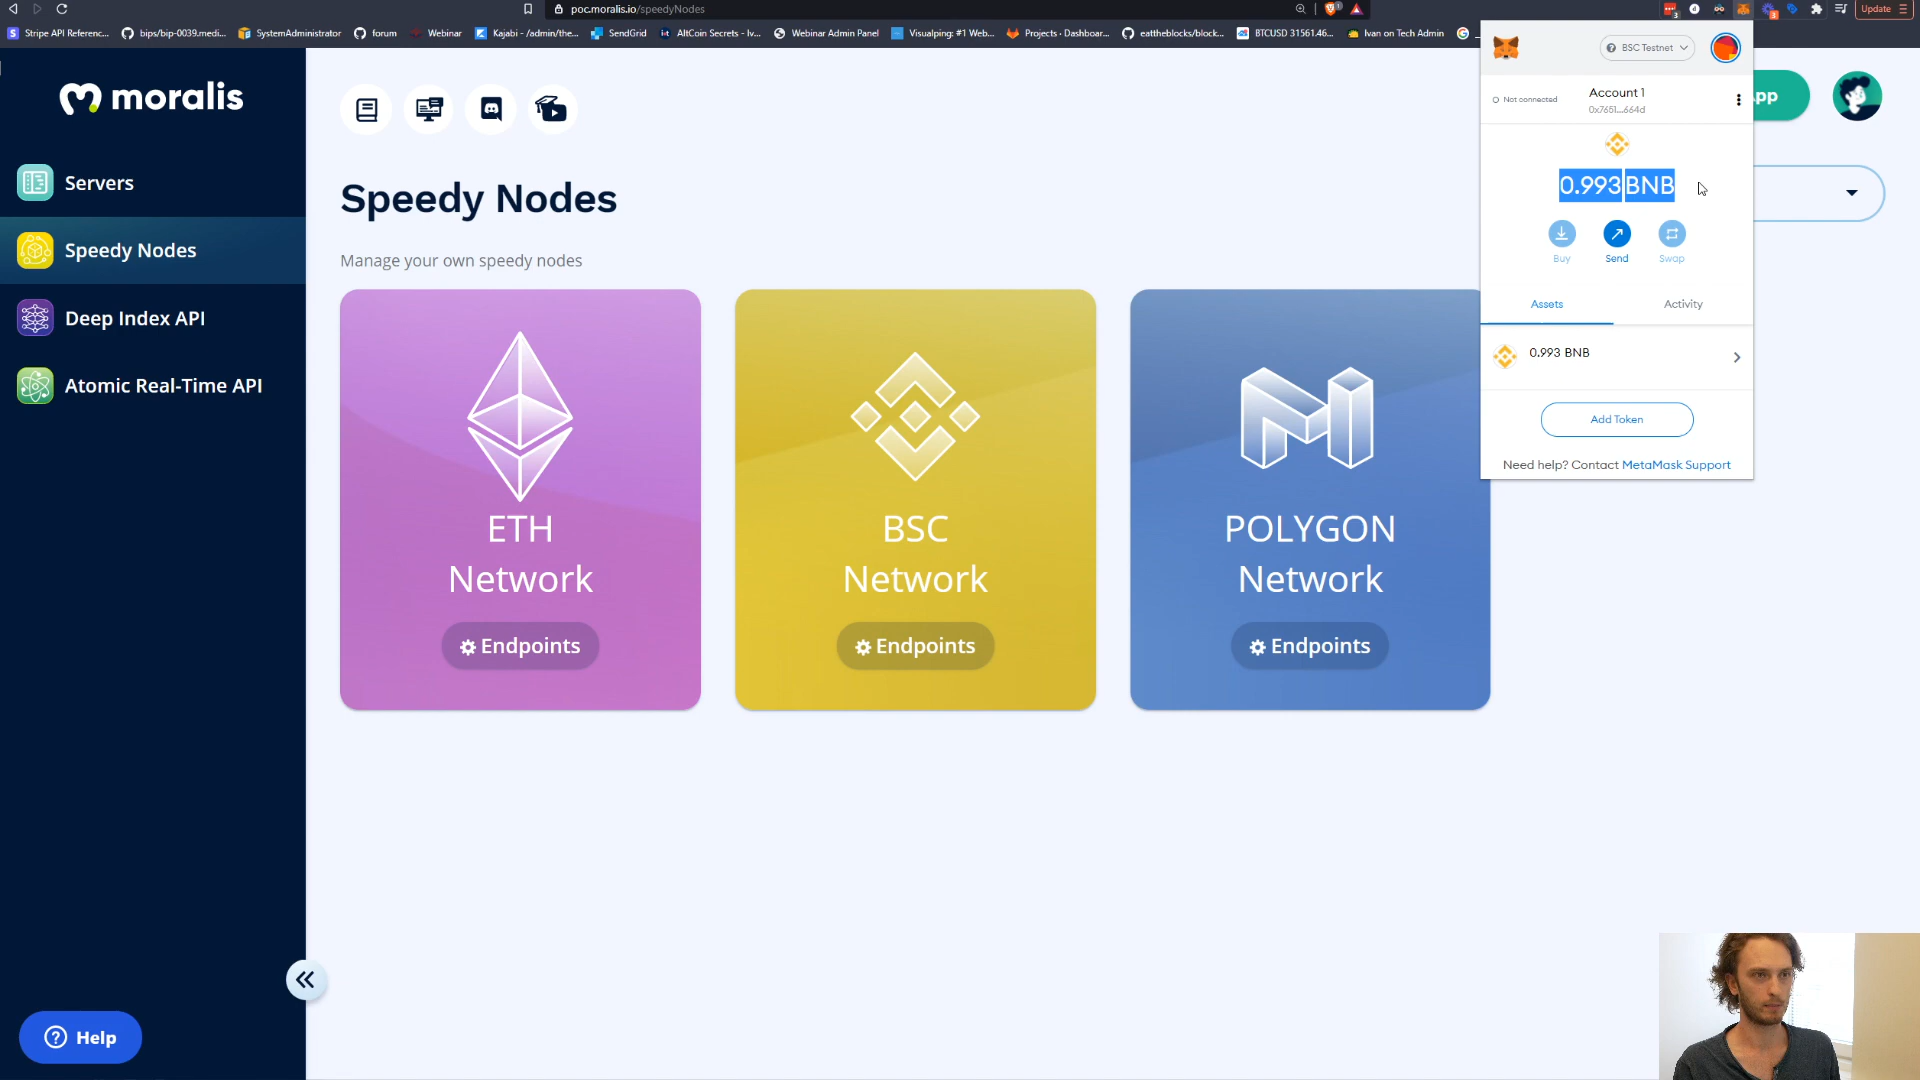 poc.moralis.io/speedyNodes
Update
Stripe API Referenc...
bips/bip-0039.medi...
SystemAdministrator
forum
Webinar
Kajabi - /admin/the...
SendGrid
AltCoin Secrets - Iv...
Webinar Admin Panel
Visualping: #1 Web...
Projects · Dashboar...
eattheblocks/block...
BTCUSD 31561.46...
Ivan on Tech Admin
moralis
Servers
Speedy Nodes
Deep Index API
Atomic Real-Time API
Help
Speedy Nodes
Manage your own speedy nodes
ETH
Network
Endpoints
BSC
Network
Endpoints
POLYGON
Network
Endpoints
BSC Testnet
Not connected
Account 1
0x7651...664d
0.993 BNB
Buy
Send
Swap
Assets
Activity
0.993 BNB
Add Token
Need help? Contact MetaMask Support